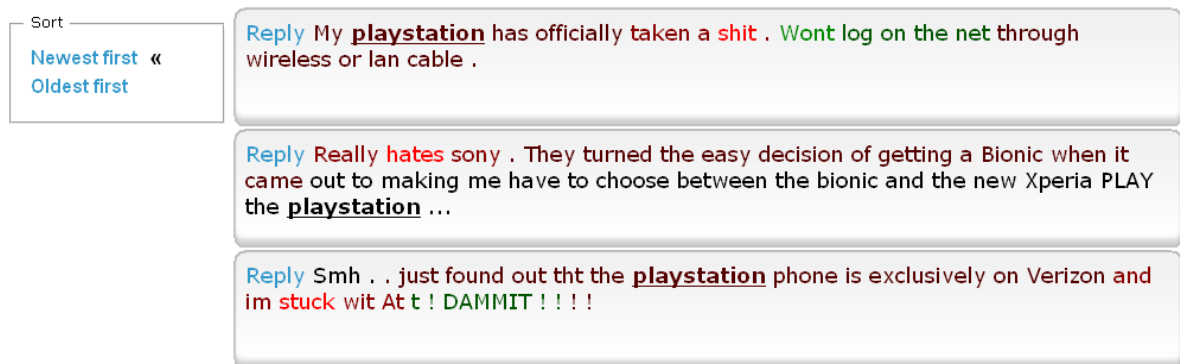 Sort
Newest first «
Oldest first
Reply My playstation has officially taken a shit . Wont log on the net through
wireless or lan cable .
Reply Really hates sony . They turned the easy decision of getting a Bionic when it
came out to making me have to choose between the bionic and the new Xperia PLAY
the playstation ...
Reply Smh . . just found out tht the playstation phone is exclusively on Verizon and
im stuck wit At t ! DAMMIT ! ! ! !